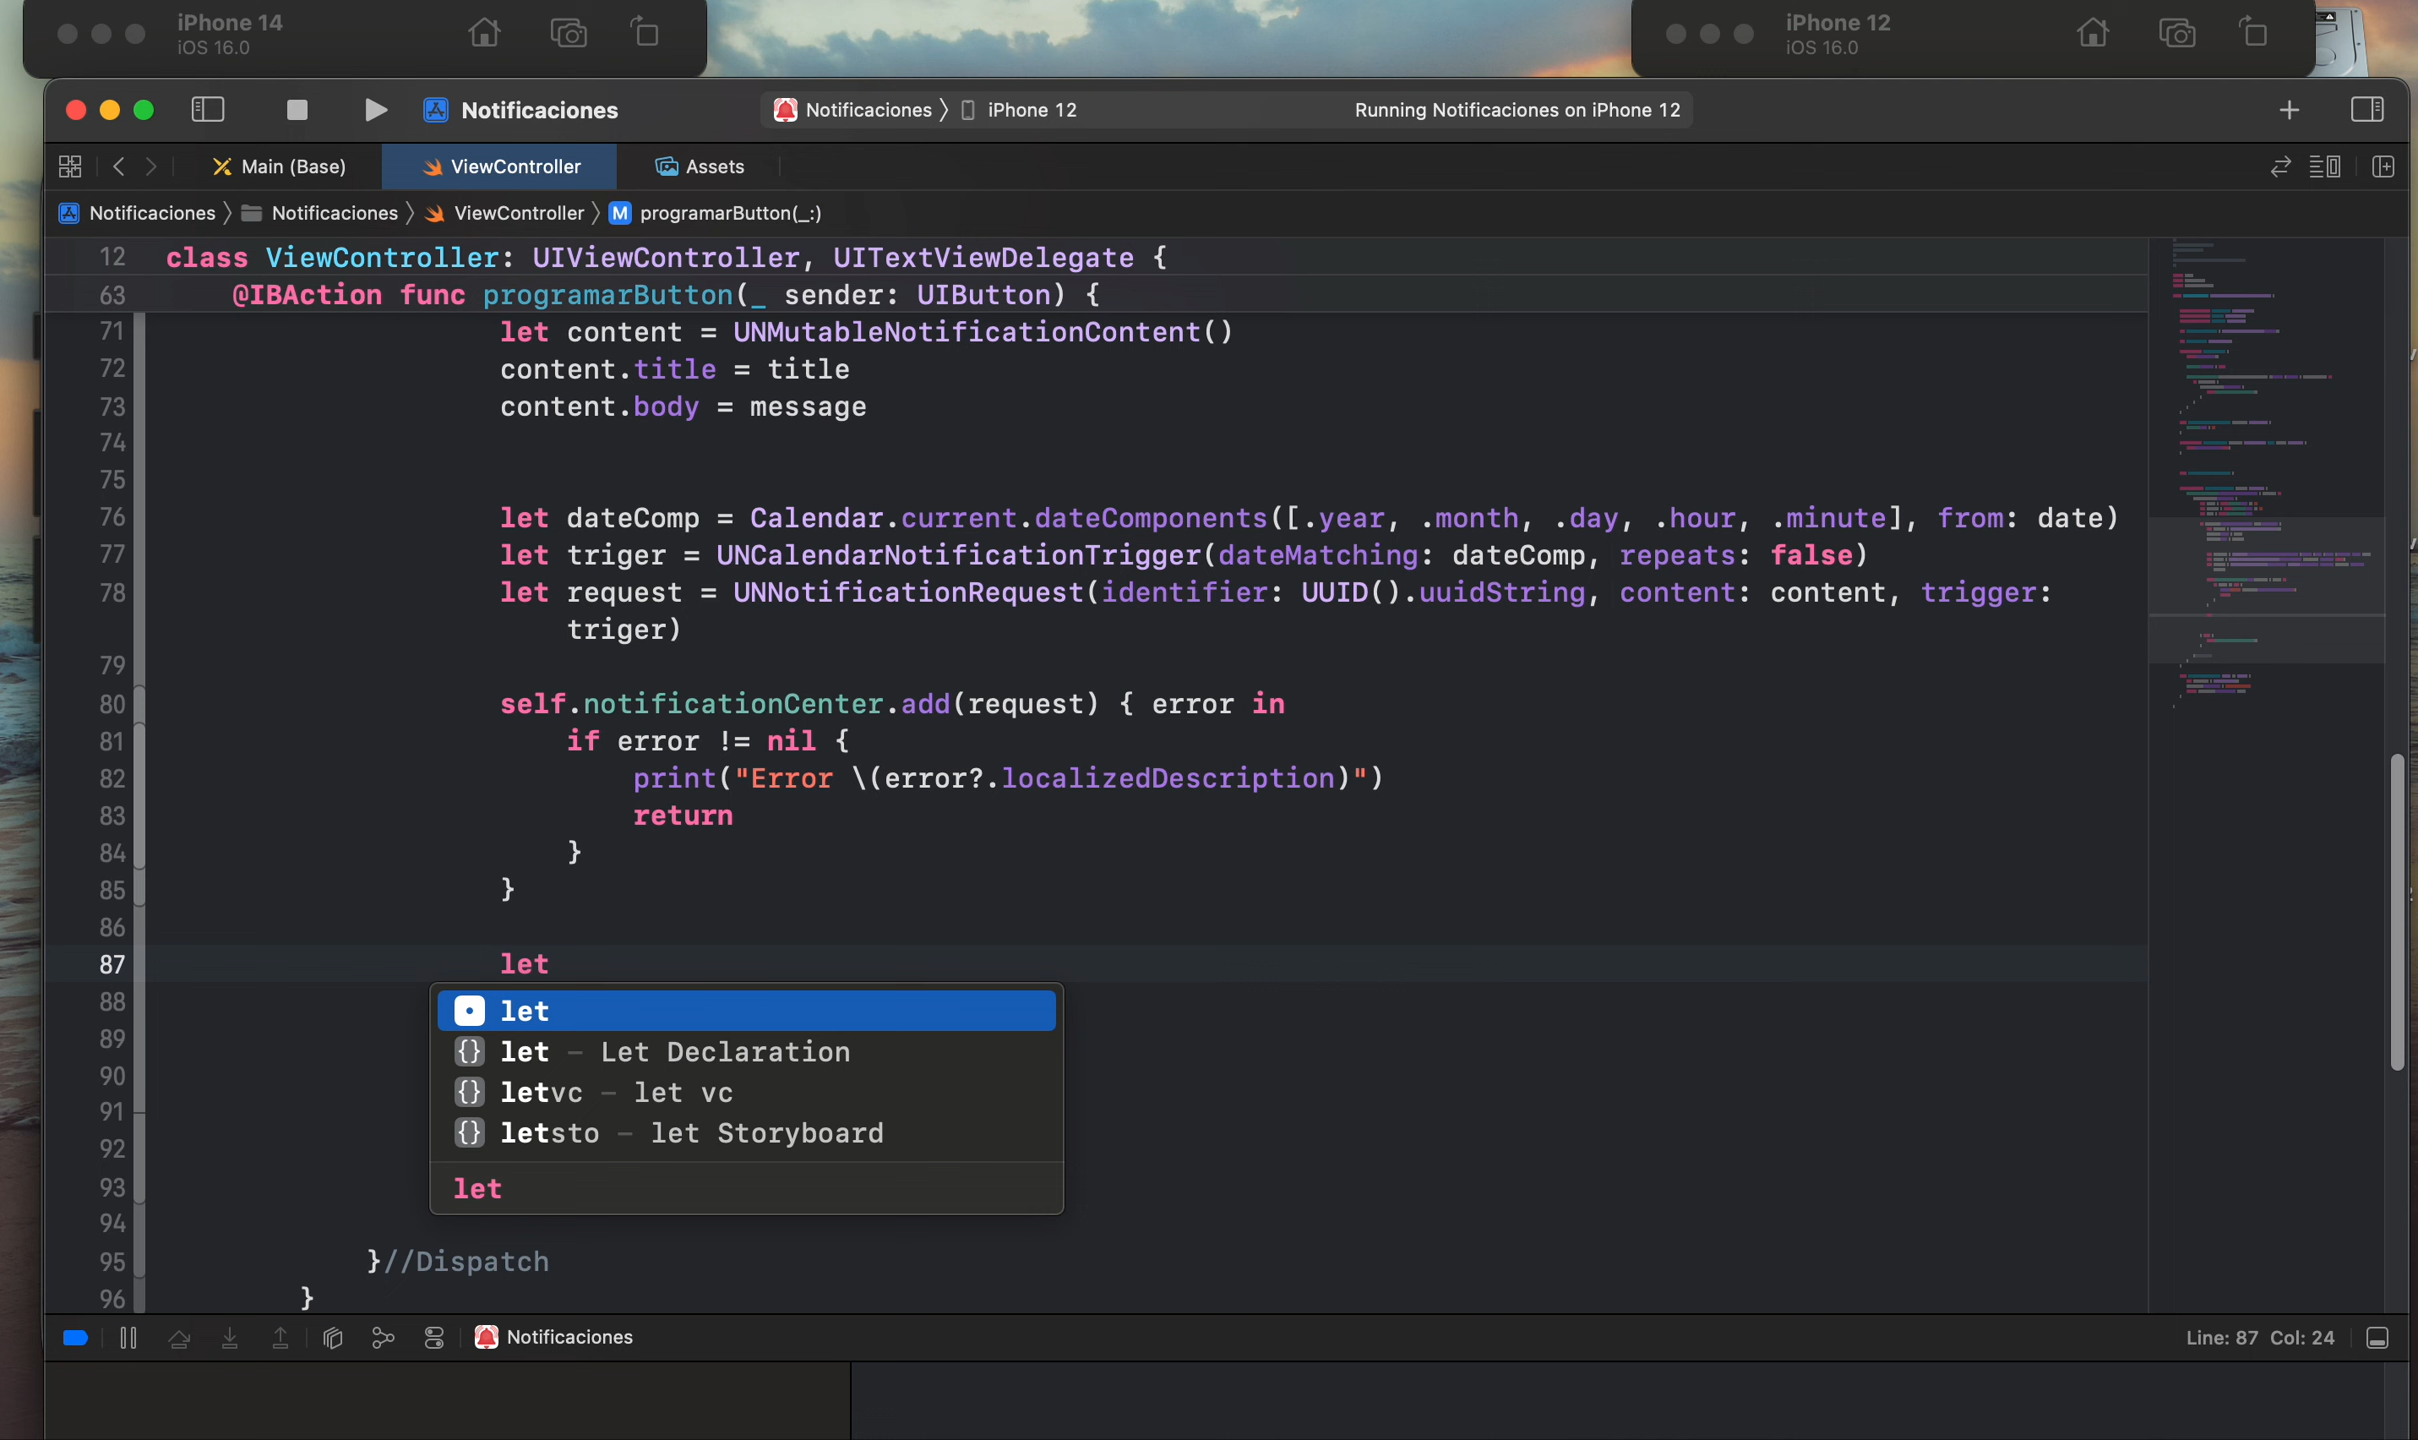 iPhone 14
iOS 16.0
iPhone 12
iOS 16.0
Notificaciones
Notificaciones 〉 iPhone 12
Running Notificaciones on iPhone 12
Main (Base)
ViewController
Assets
Notificaciones 〉 Notificaciones 〉 ViewController 〉 M programarButton(_:)
12 class ViewController: UIViewController, UITextViewDelegate {
63 @IBAction func programarButton(_ sender: UIButton) {
71 let content = UNMutableNotificationContent()
72 content.title = title
73 content.body = message
74
75
76 let dateComp = Calendar.current.dateComponents([.year, .month, .day, .hour, .minute], from: date)
77 let triger = UNCalendarNotificationTrigger(dateMatching: dateComp, repeats: false)
78 let request = UNNotificationRequest(identifier: UUID().uuidString, content: content, trigger:
triger)
79
80 self.notificationCenter.add(request) { error in
81 if error != nil {
82 print("Error \(error?.localizedDescription)")
83 return
84 }
85 }
86
87 let
88 let
89 {} let – Let Declaration
90 {} letvc – let vc
91 {} letsto – let Storyboard
92
93 let
94
95 }//Dispatch
96 }
Notificaciones
Line: 87 Col: 24